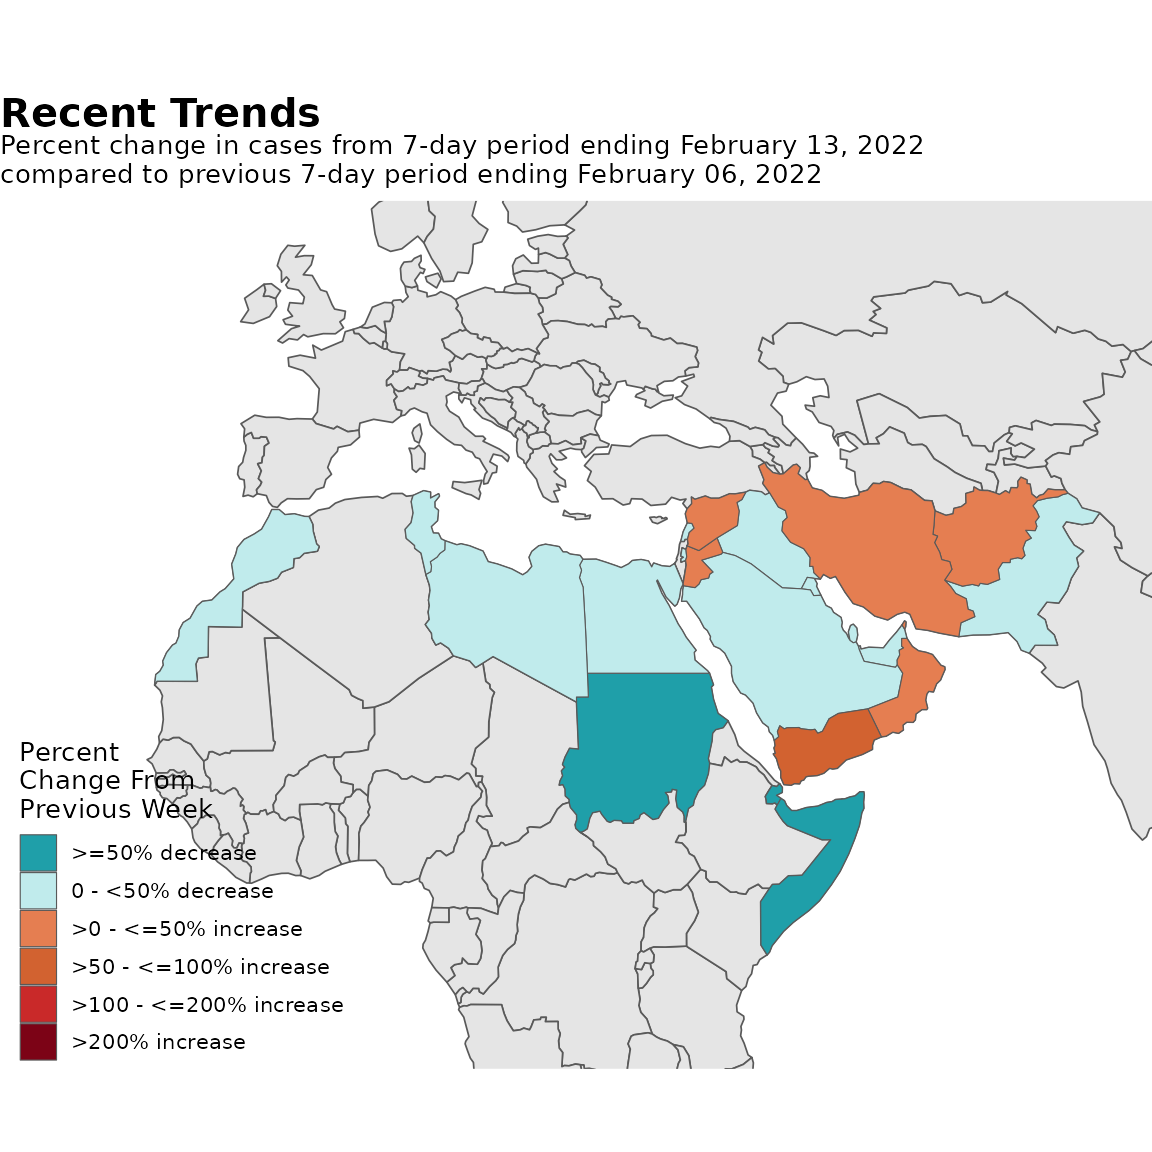 Recent Trends
Percent change in cases from 7-day period ending February 13, 2022
compared to previous 7-day period ending February 06, 2022
Percent
Change From
Previous Week
>=50% decrease
0 - <50% decrease
>0 - <=50% increase
>50 - <=100% increase
>100 - <=200% increase
>200% increase